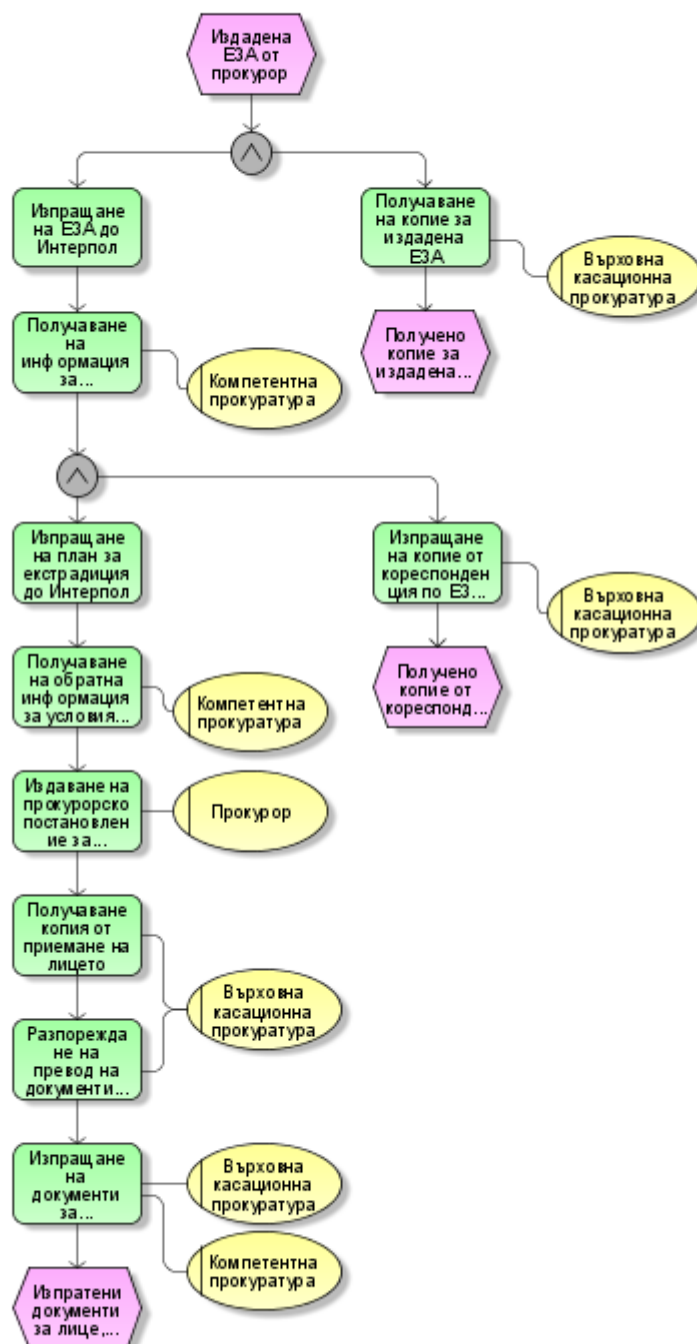 Издадена
ЕЗА от
прокурор
Изпращане
на ЕЗА до
Интерпол
Получаване
на копие за
издадена
ЕЗА
Върховна
касационна
прокуратура
Получаване
на
информация
за...
Компетентна
прокуратура
Получено
копие за
издадена...
Изпращане
на план за
екстрадиция
до Интерпол
Изпращане
на копие от
кореспонден
ция по ЕЗ...
Върховна
касационна
прокуратура
Получаване
на обратна
информация
за условия...
Компетентна
прокуратура
Получено
копие от
кореспонд...
Издаване на
прокурорско
постановлен
ие за...
Прокурор
Получаване
копия от
приемане на
лицето
Върховна
касационна
прокуратура
Разпорежда
не на
превод на
документи...
Изпращане
на
документи
за...
Върховна
касационна
прокуратура
Компетентна
прокуратура
Изпратени
документи
за лице,...